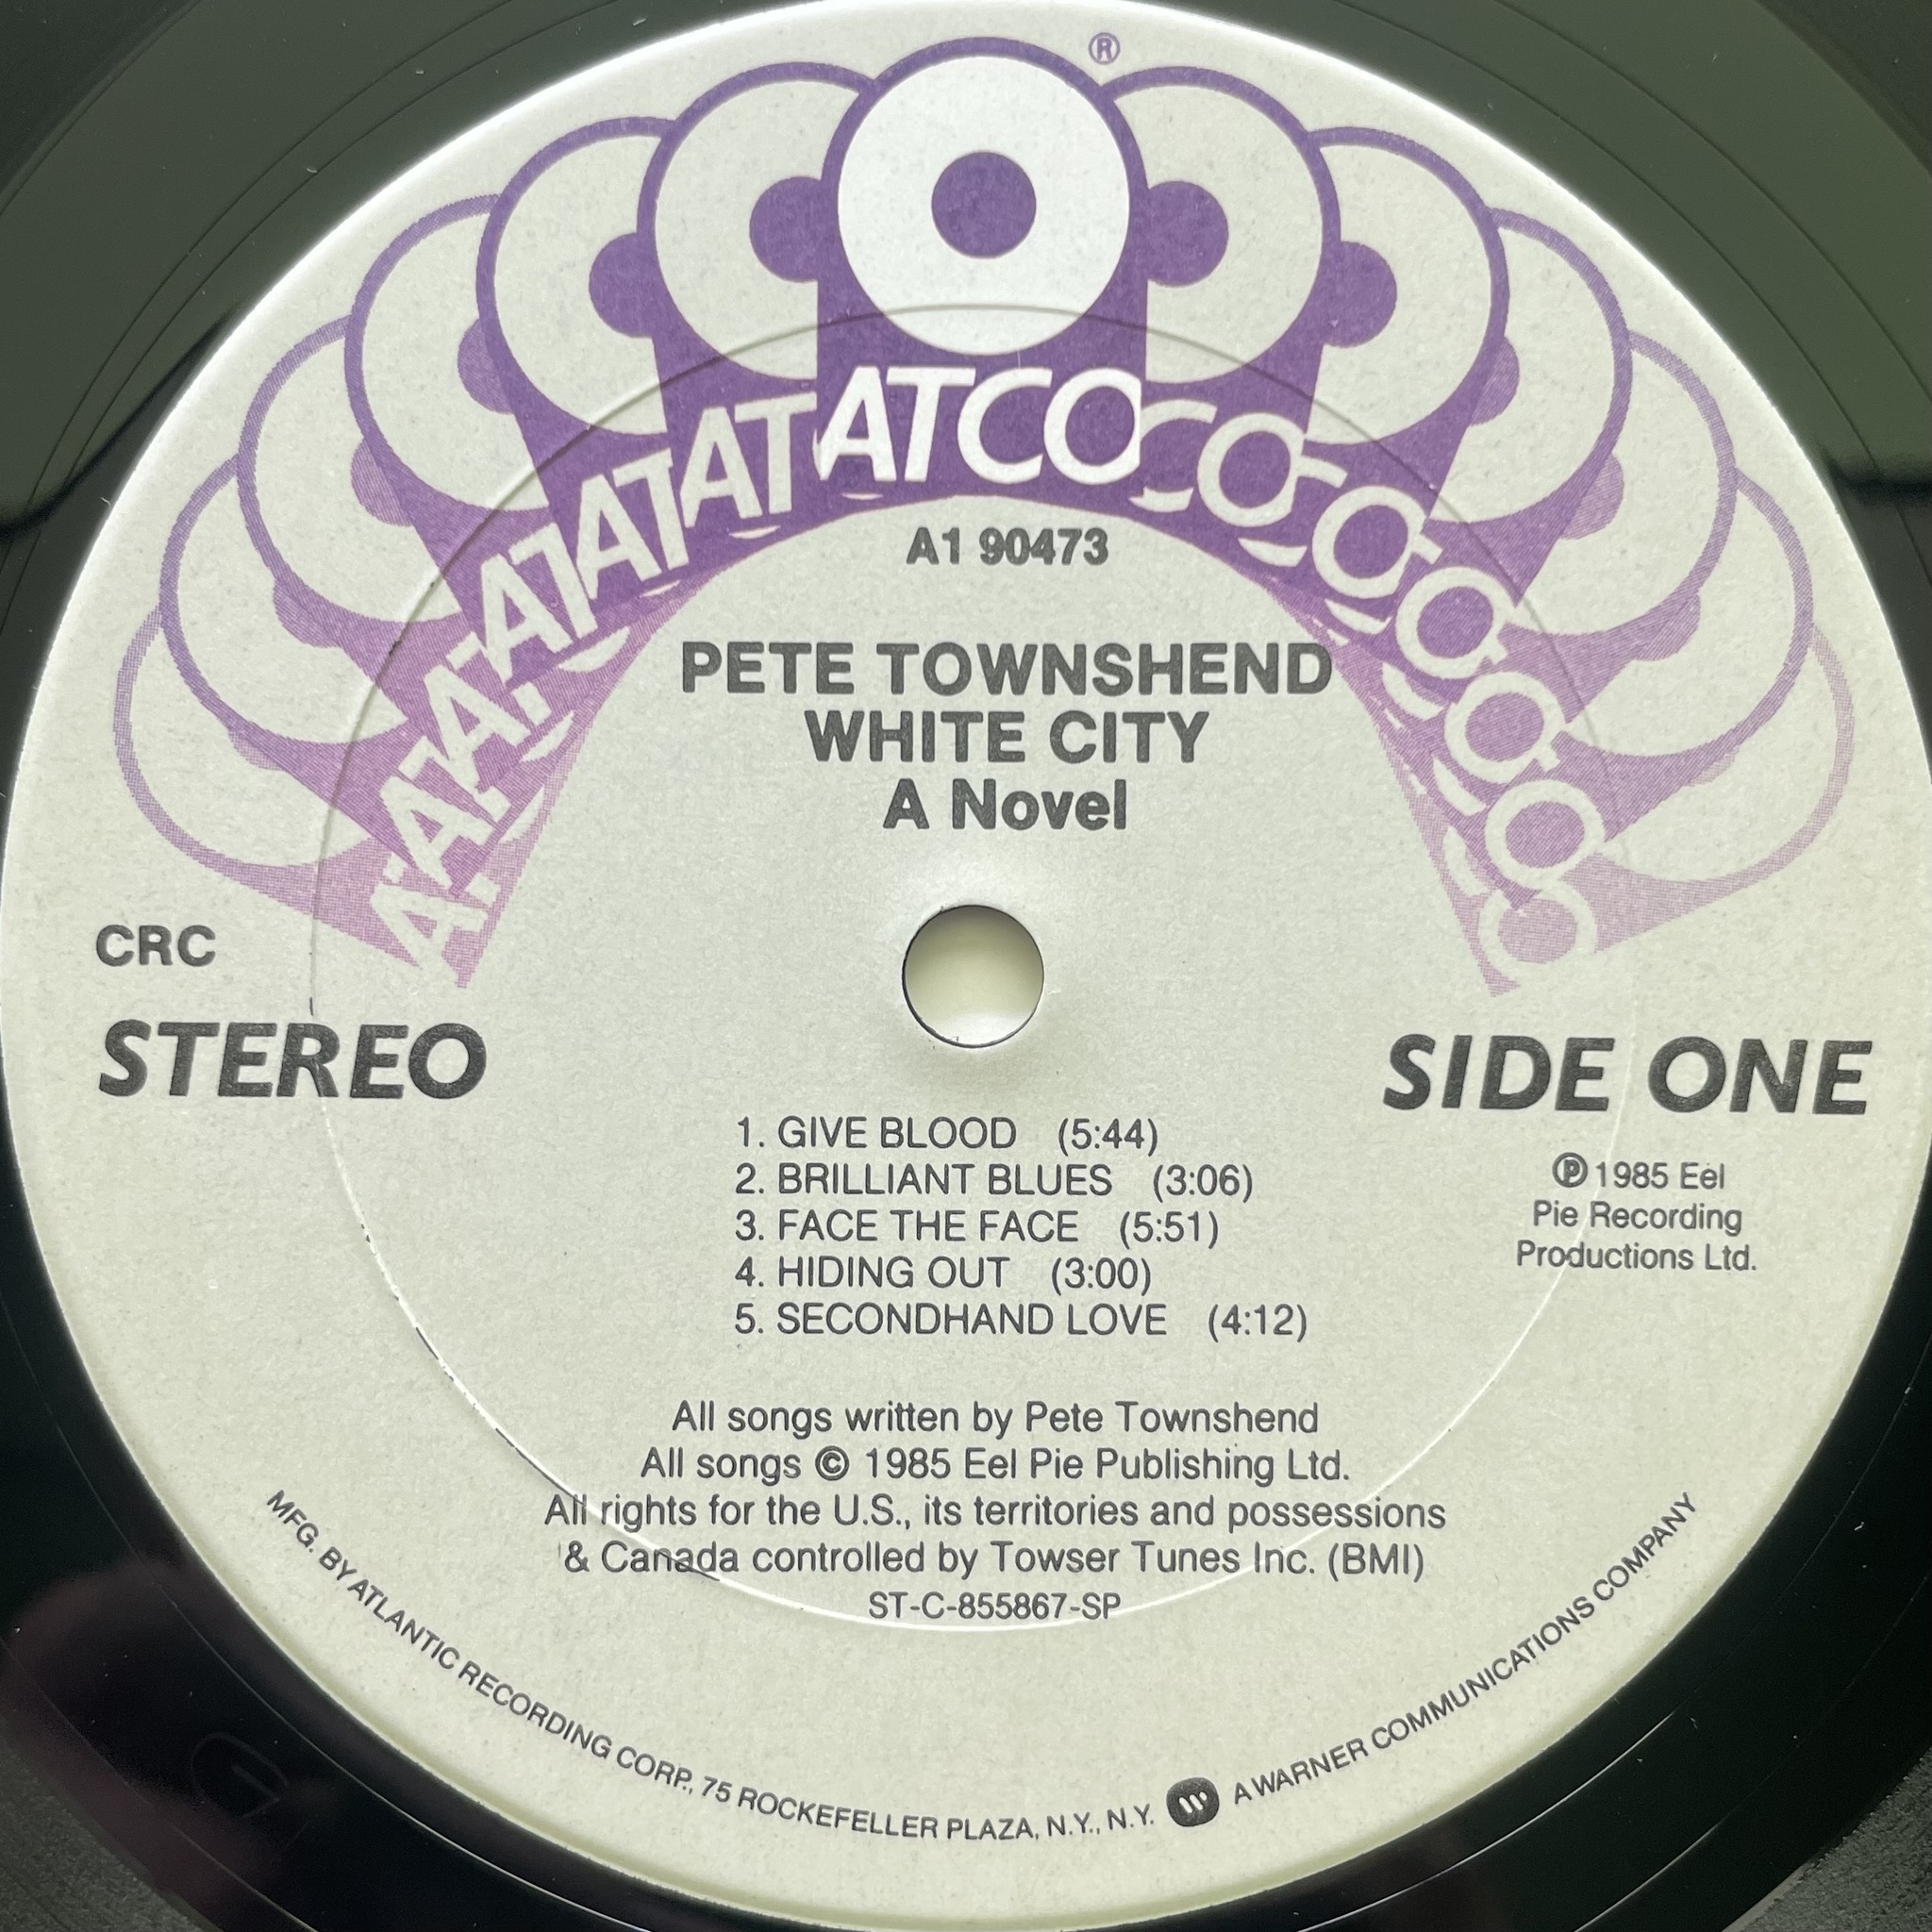 ®
ATCO
A1 90473
PETE TOWNSHEND
WHITE CITY
A Novel
CRC
STEREO
SIDE ONE
1. GIVE BLOOD (5:44)
2. BRILLIANT BLUES (3:06)
3. FACE THE FACE (5:51)
4. HIDING OUT (3:00)
5. SECONDHAND LOVE (4:12)
℗ 1985 Eel
Pie Recording
Productions Ltd.
All songs written by Pete Townshend
All songs © 1985 Eel Pie Publishing Ltd.
All rights for the U.S., its territories and possessions
& Canada controlled by Towser Tunes Inc. (BMI)
ST-C-855867-SP
MFG. BY ATLANTIC RECORDING CORP., 75 ROCKEFELLER PLAZA, N.Y., N.Y. A WARNER COMMUNICATIONS COMPANY